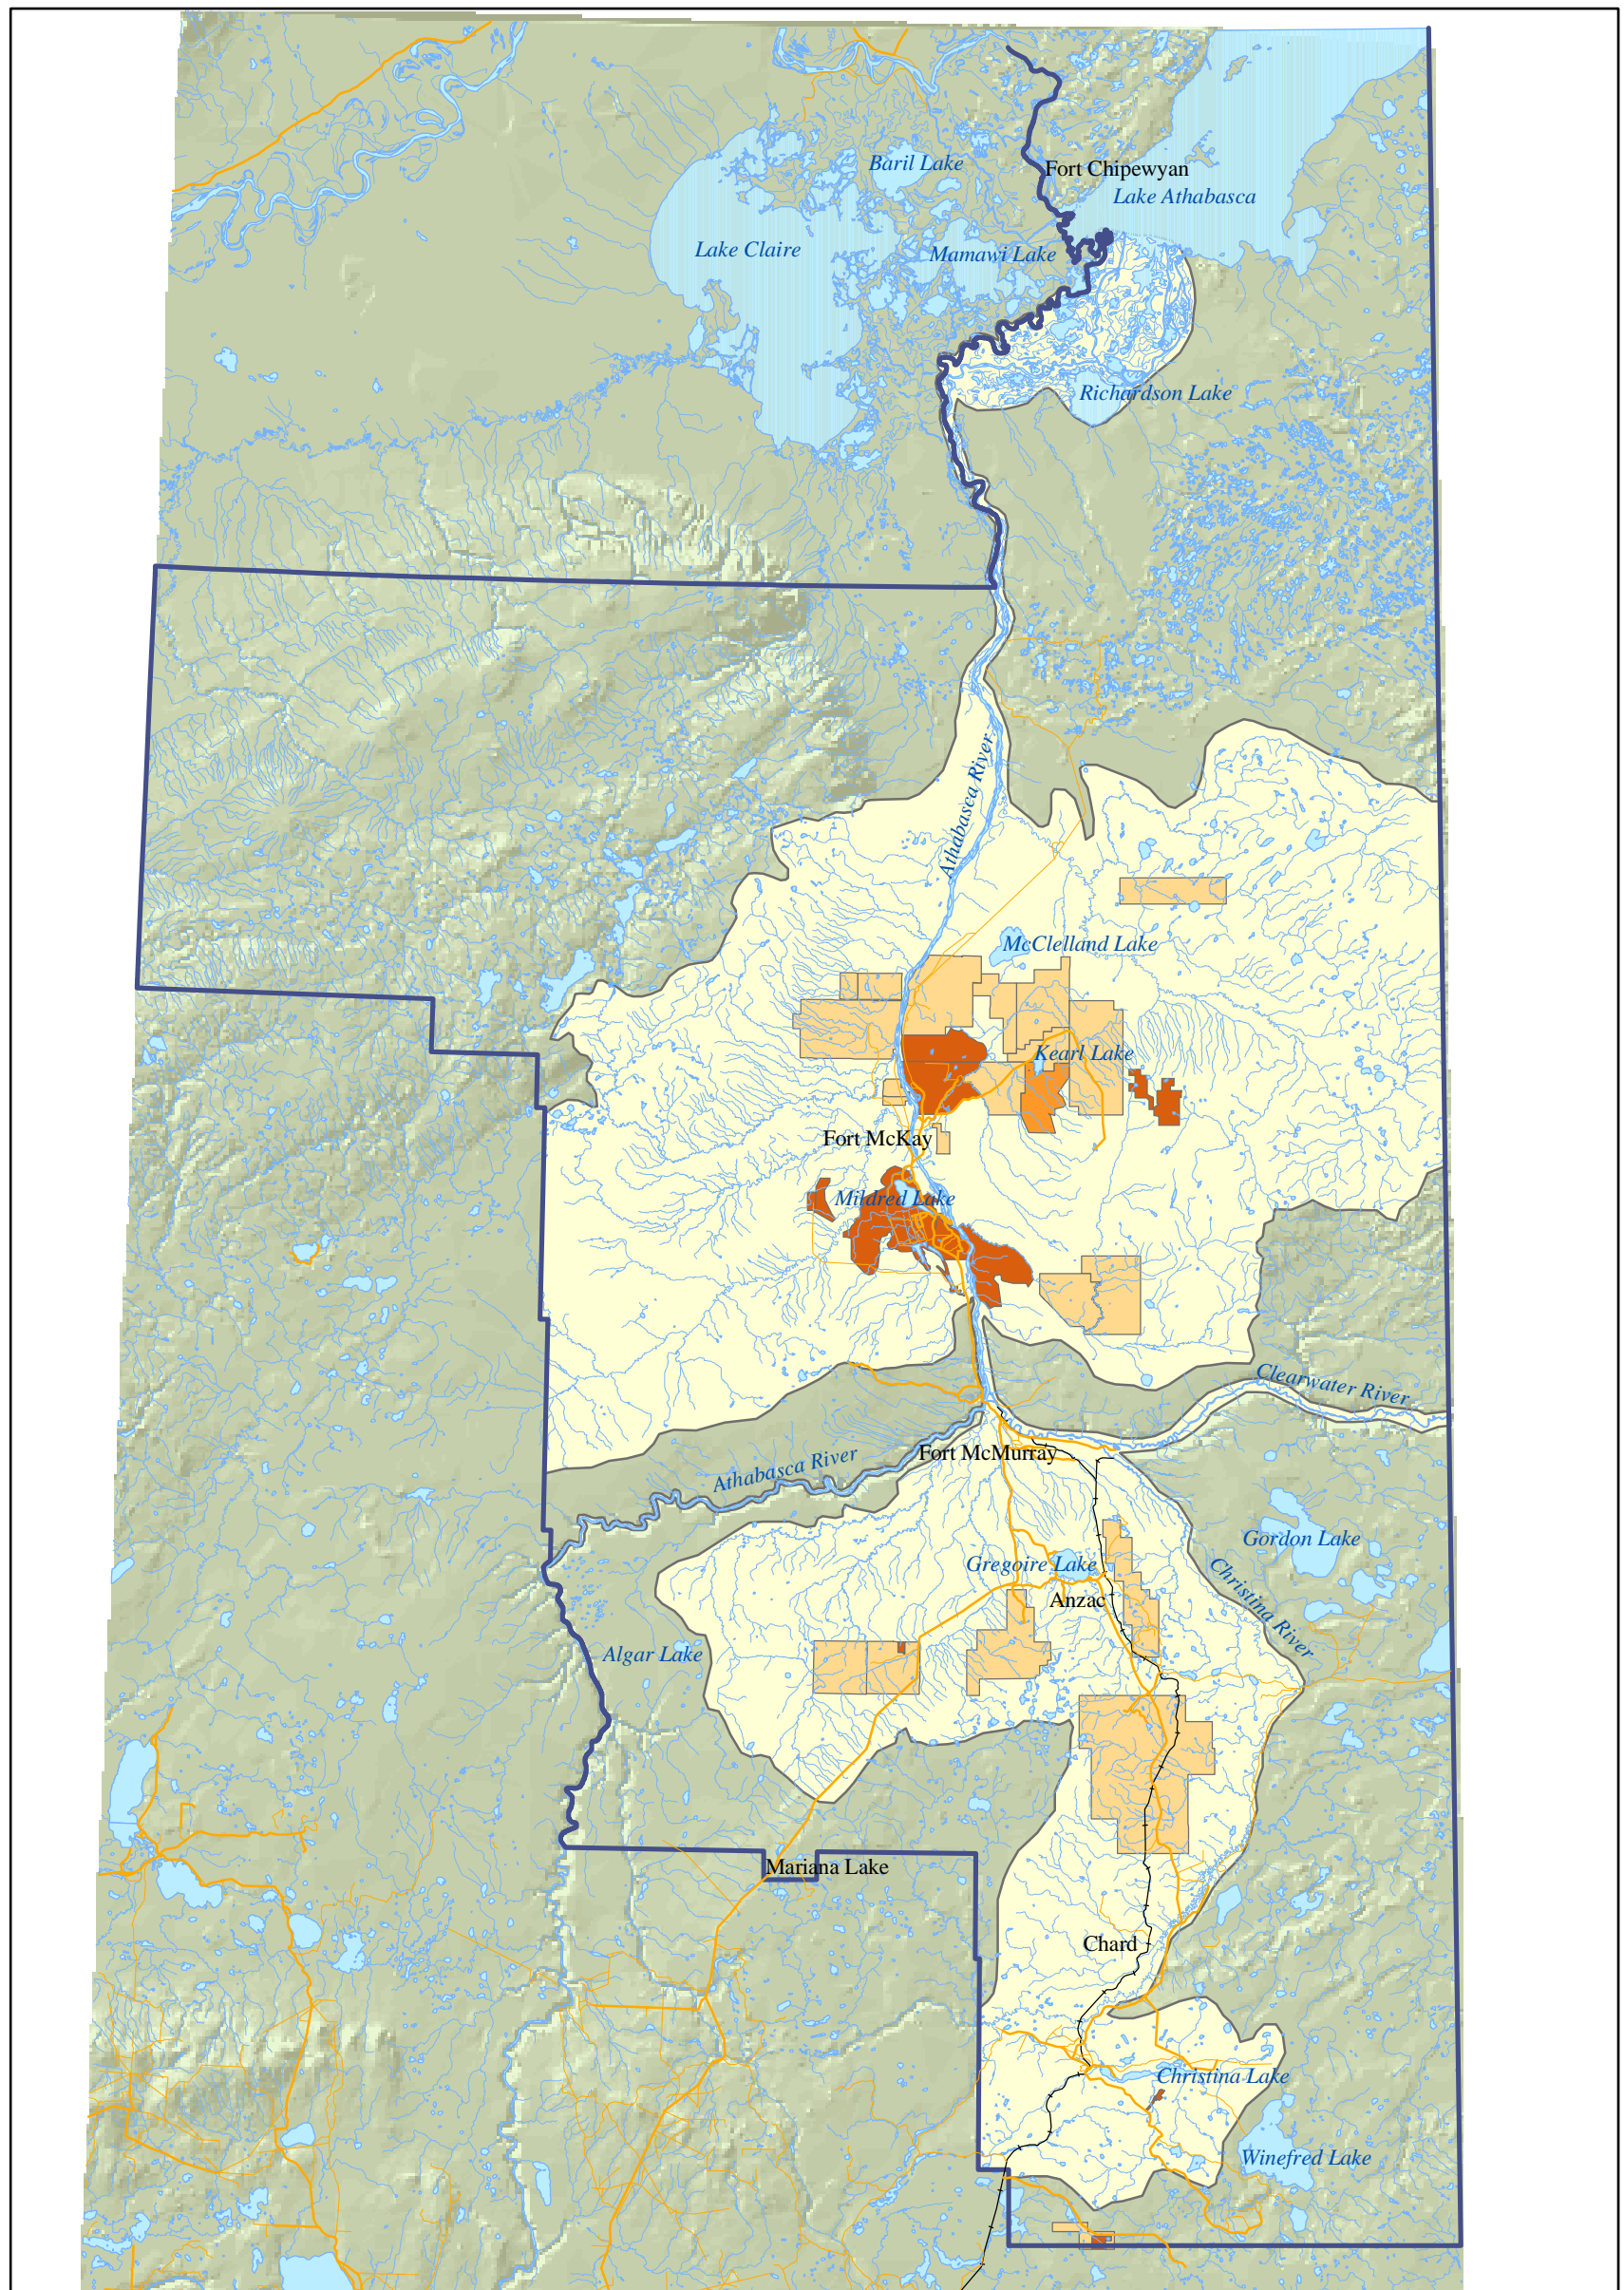 Baril Lake
Fort Chipewyan
Lake Athabasca
Lake Claire
Mamawi Lake
Richardson Lake
Athabasca River
McClelland Lake
Kearl Lake
Fort McKay
Mildred Lake
Clearwater River
Fort McMurray
Athabasca River
Gordon Lake
Gregoire Lake
Christina River
Anzac
Algar Lake
Mariana Lake
Chard
Christina Lake
Winefred Lake